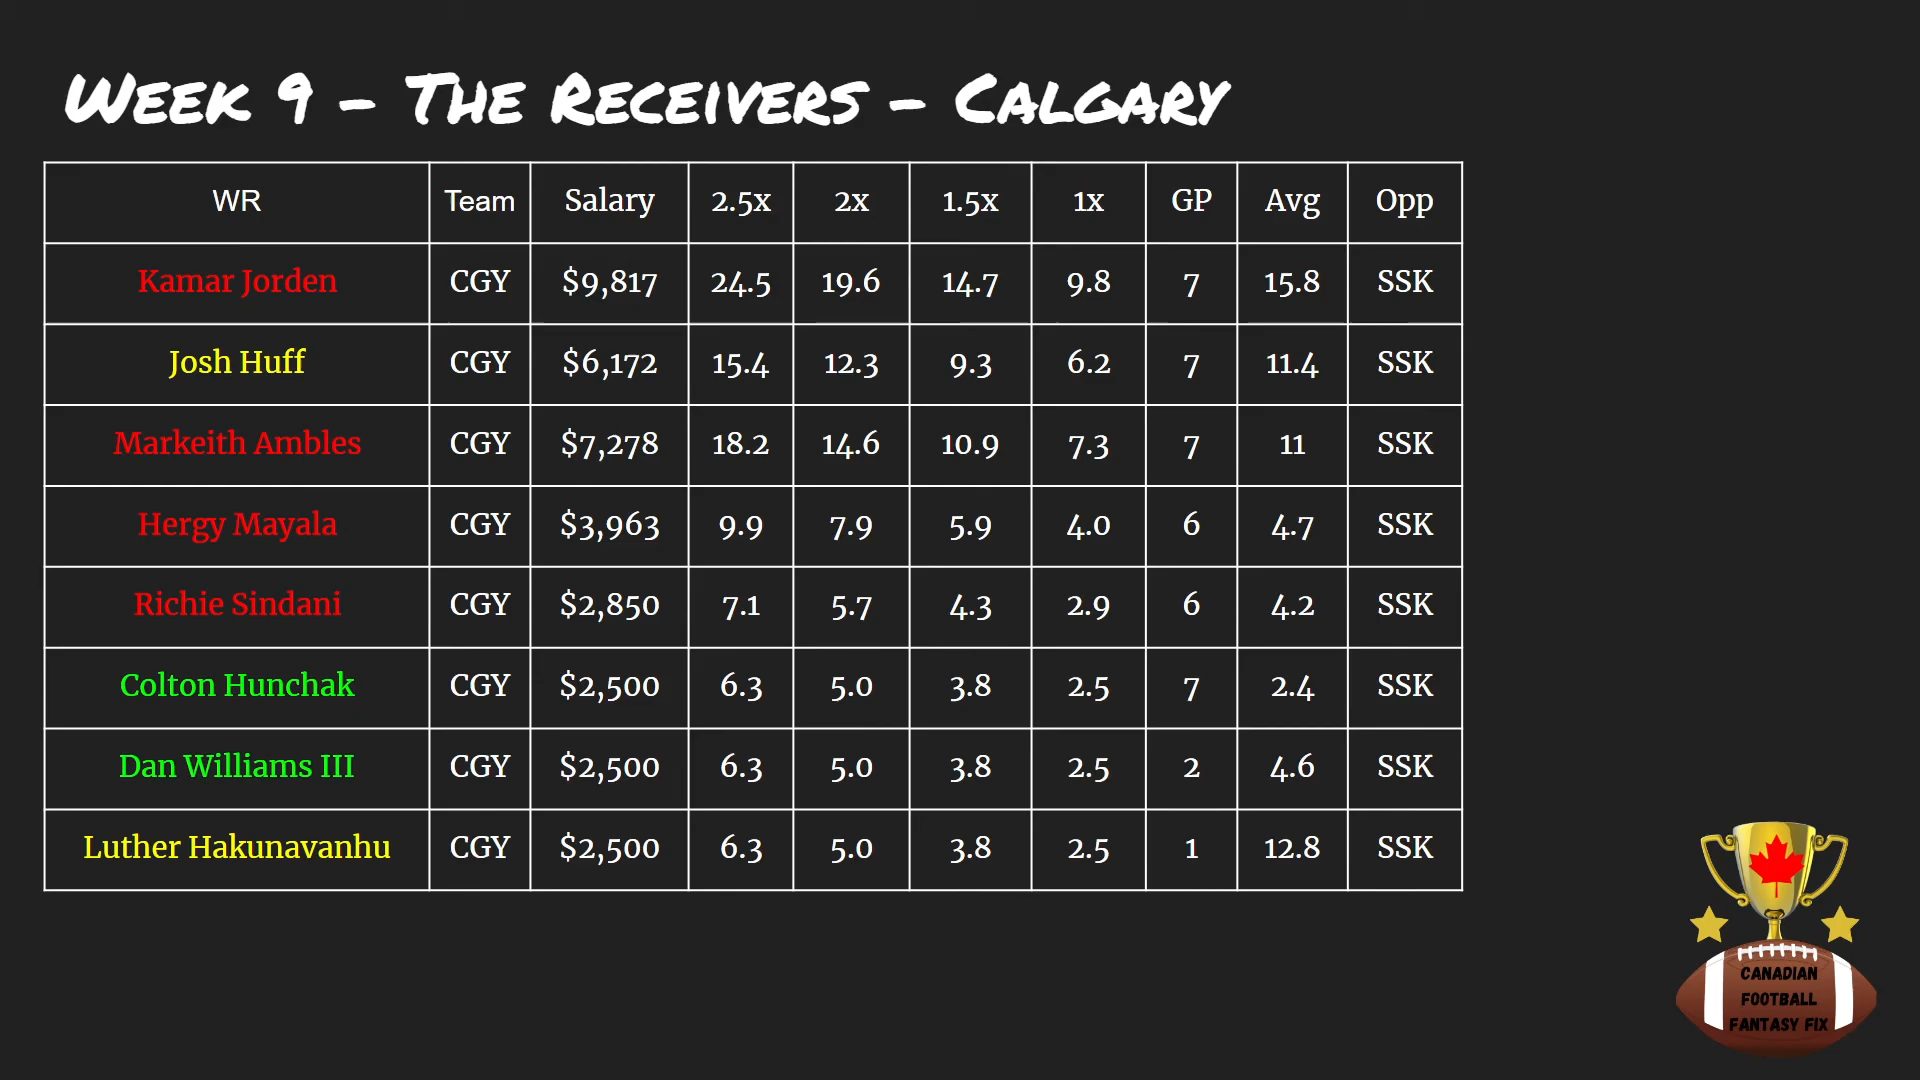 Week 9 - The Receivers - Calgary
WR Team Salary 2.5x 2x 1.5x 1x GP Avg Opp
Kamar Jorden CGY $9,817 24.5 19.6 14.7 9.8 7 15.8 SSK
Josh Huff CGY $6,172 15.4 12.3 9.3 6.2 7 11.4 SSK
Markeith Ambles CGY $7,278 18.2 14.6 10.9 7.3 7 11 SSK
Hergy Mayala CGY $3,963 9.9 7.9 5.9 4.0 6 4.7 SSK
Richie Sindani CGY $2,850 7.1 5.7 4.3 2.9 6 4.2 SSK
Colton Hunchak CGY $2,500 6.3 5.0 3.8 2.5 7 2.4 SSK
Dan Williams III CGY $2,500 6.3 5.0 3.8 2.5 2 4.6 SSK
Luther Hakunavanhu CGY $2,500 6.3 5.0 3.8 2.5 1 12.8 SSK
CANADIAN
FOOTBALL
FANTASY FIX